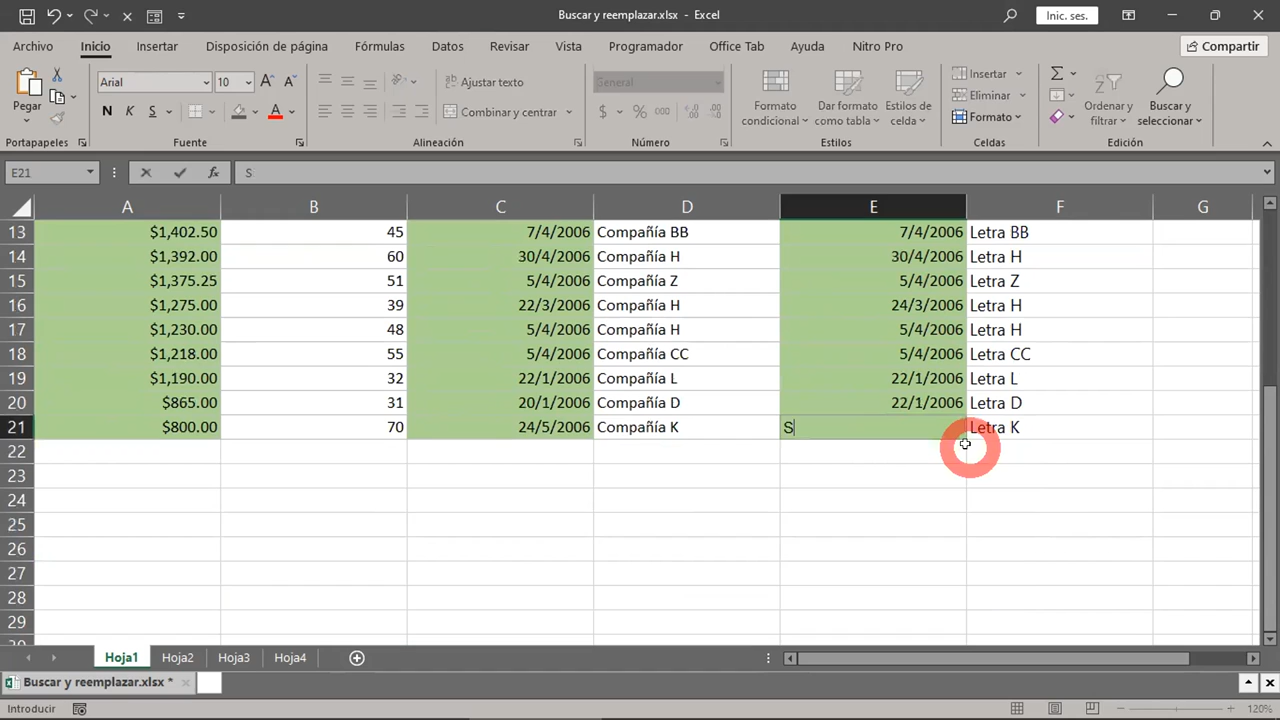 Buscar y reemplazar.xlsx - Excel
Inic. ses.
Archivo Inicio Insertar Disposición de página Fórmulas Datos Revisar Vista Programador Office Tab Ayuda Nitro Pro Compartir
Pegar
Arial 10
N K S
Ajustar texto
Combinar y centrar
General
$ % 000
Formato condicional
Dar formato como tabla
Estilos de celda
Insertar
Eliminar
Formato
Ordenar y filtrar
Buscar y seleccionar
Portapapeles Fuente Alineación Número Estilos Celdas Edición
E21 fx S
A B C D E F G
13 $1,402.50 45 7/4/2006 Compañía BB 7/4/2006 Letra BB
14 $1,392.00 60 30/4/2006 Compañía H 30/4/2006 Letra H
15 $1,375.25 51 5/4/2006 Compañía Z 5/4/2006 Letra Z
16 $1,275.00 39 22/3/2006 Compañía H 24/3/2006 Letra H
17 $1,230.00 48 5/4/2006 Compañía H 5/4/2006 Letra H
18 $1,218.00 55 5/4/2006 Compañía CC 5/4/2006 Letra CC
19 $1,190.00 32 22/1/2006 Compañía L 22/1/2006 Letra L
20 $865.00 31 20/1/2006 Compañía D 22/1/2006 Letra D
21 $800.00 70 24/5/2006 Compañía K S Letra K
22
23
24
25
26
27
28
29
Hoja1 Hoja2 Hoja3 Hoja4
Buscar y reemplazar.xlsx *
Introducir 120%